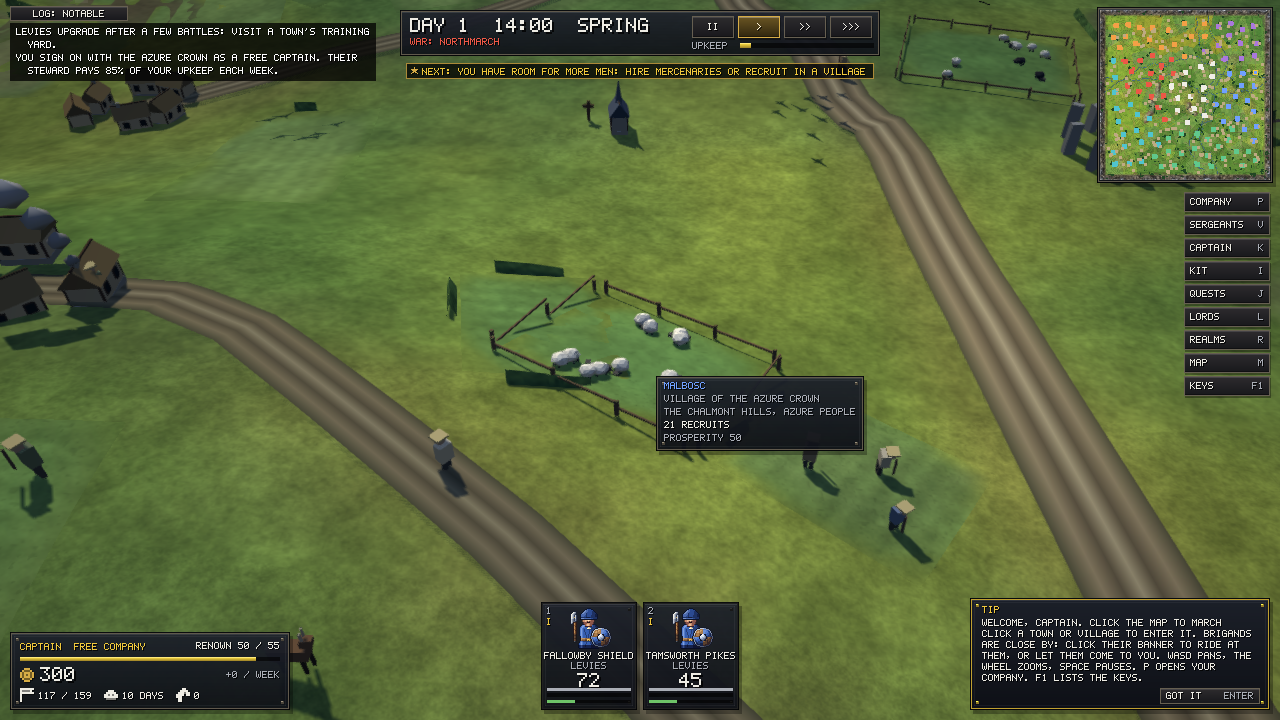 LOG: NOTABLE
LEVIES UPGRADE AFTER A FEW BATTLES: VISIT A TOWN'S TRAINING
YARD.
YOU SIGN ON WITH THE AZURE CROWN AS A FREE CAPTAIN. THEIR
STEWARD PAYS 85% OF YOUR UPKEEP EACH WEEK.
DAY 1 14:00 SPRING
WAR: NORTHMARCH
II > >> >>>
UPKEEP
★NEXT: YOU HAVE ROOM FOR MORE MEN: HIRE MERCENARIES OR RECRUIT IN A VILLAGE
COMPANY P
SERGEANTS V
CAPTAIN K
KIT I
QUESTS J
LORDS L
REALMS R
MAP M
KEYS F1
MALBOSC
VILLAGE OF THE AZURE CROWN
THE CHALMONT HILLS, AZURE PEOPLE
21 RECRUITS
PROSPERITY 50
CAPTAIN FREE COMPANY RENOWN 50 / 55
300 +0 / WEEK
117 / 159 10 DAYS 0
1
I
FALLOWBY SHIELD
LEVIES
72
2
I
TAMSWORTH PIKES
LEVIES
45
TIP
WELCOME, CAPTAIN. CLICK THE MAP TO MARCH
CLICK A TOWN OR VILLAGE TO ENTER IT. BRIGANDS
ARE CLOSE BY: CLICK THEIR BANNER TO RIDE AT
THEM, OR LET THEM COME TO YOU. WASD PANS, THE
WHEEL ZOOMS, SPACE PAUSES. P OPENS YOUR
COMPANY. F1 LISTS THE KEYS.
GOT IT ENTER